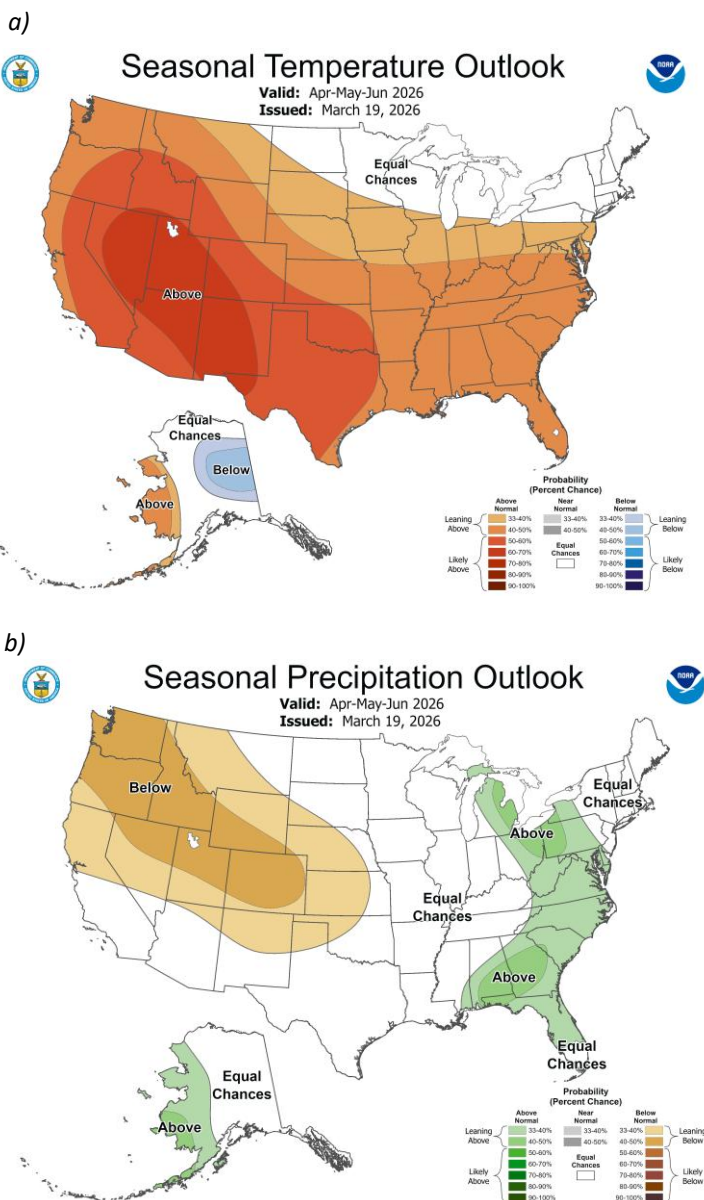 a)
Seasonal Temperature Outlook
Valid: Apr-May-Jun 2026
Issued: March 19, 2026
NOAA
Equal
Chances
Above
Equal
Chances
Below
Above
Probability
(Percent Chance)
Above
Normal
Near
Normal
Below
Normal
Leaning
Above
33-40%
40-50%
33-40%
40-50%
33-40%
40-50%
Leaning
Below
Likely
Above
50-60%
60-70%
70-80%
80-90%
90-100%
Equal
Chances
50-60%
60-70%
70-80%
80-90%
90-100%
Likely
Below
b)
Seasonal Precipitation Outlook
Valid: Apr-May-Jun 2026
Issued: March 19, 2026
NOAA
Below
Equal
Chances
Above
Equal
Chances
Above
Equal
Chances
Equal
Chances
Above
Probability
(Percent Chance)
Above
Normal
Near
Normal
Below
Normal
Leaning
Above
33-40%
40-50%
33-40%
40-50%
33-40%
40-50%
Leaning
Below
Likely
Above
50-60%
60-70%
70-80%
80-90%
90-100%
Equal
Chances
50-60%
60-70%
70-80%
80-90%
90-100%
Likely
Below